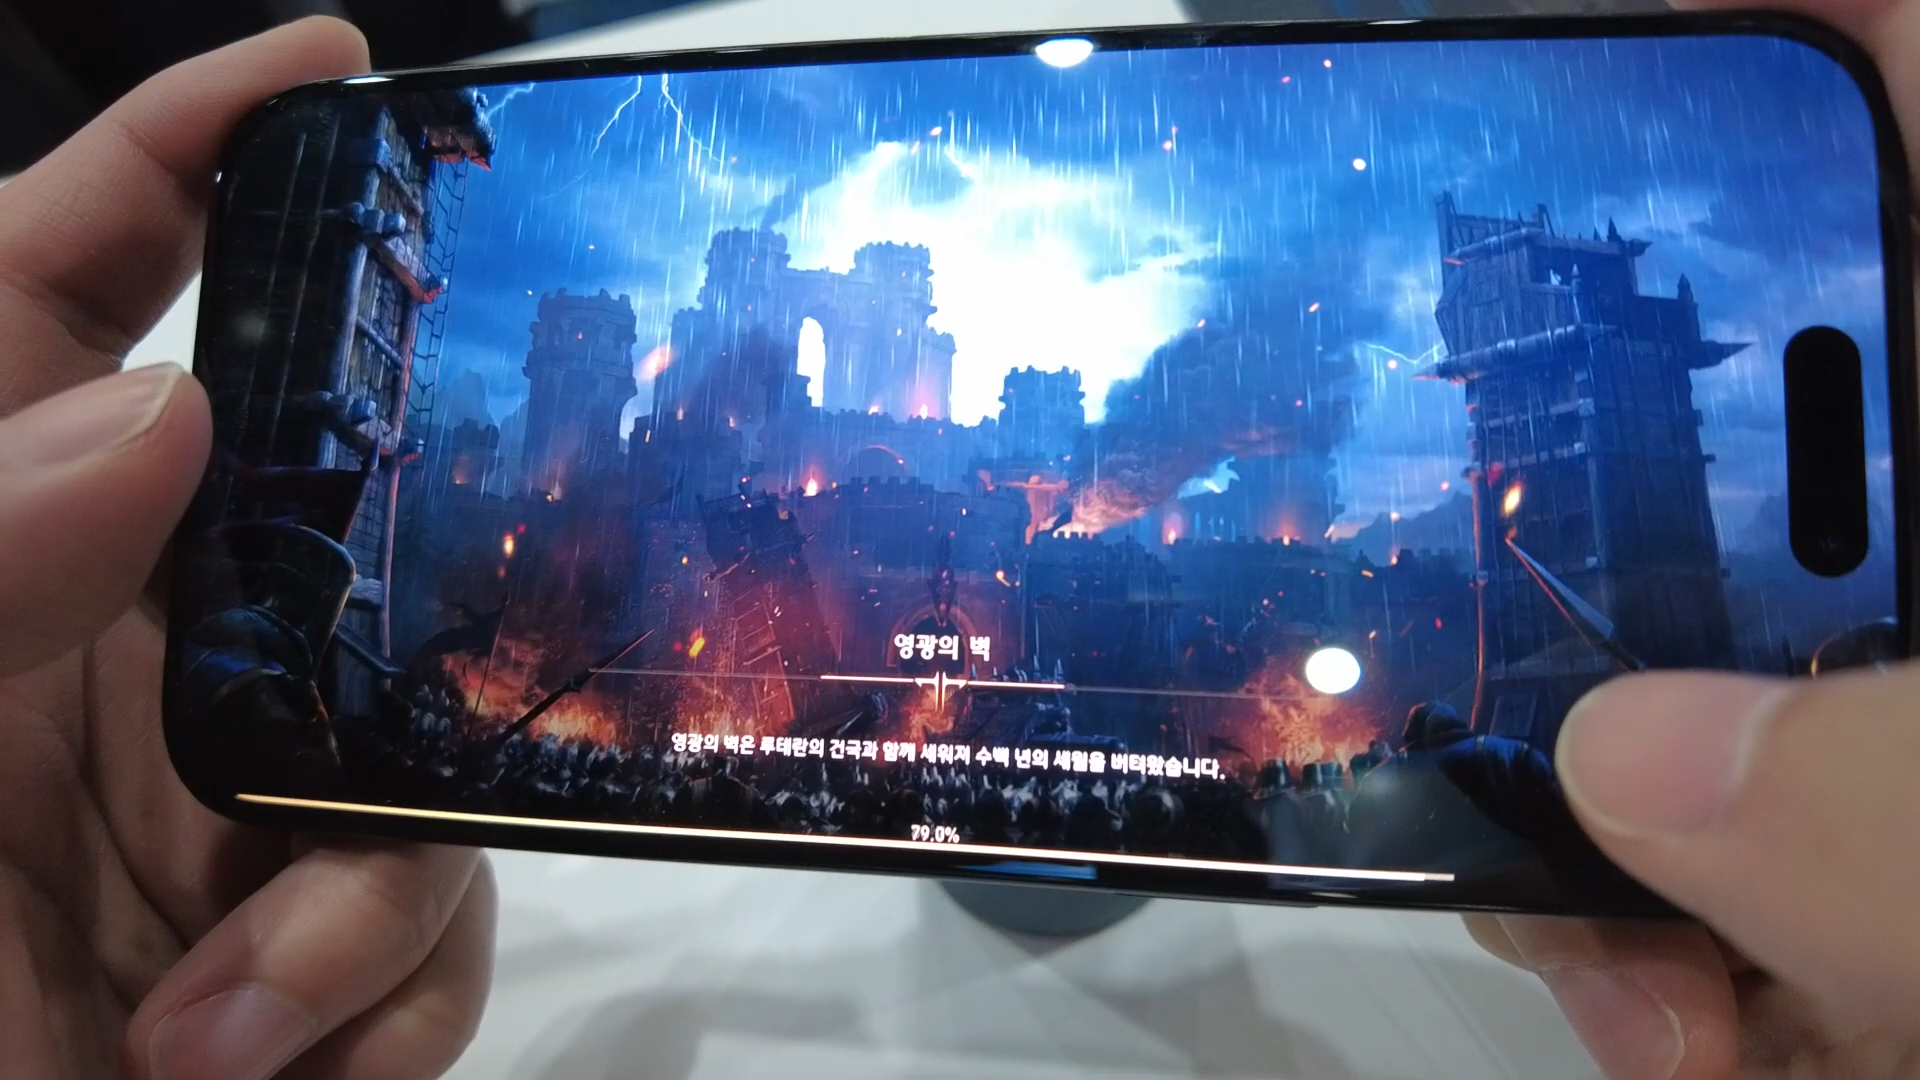 영광의 벽
영광의 벽은 루테란의 건국과 함께 세워져 수백 년의 세월을 버텨왔습니다.
79.0%